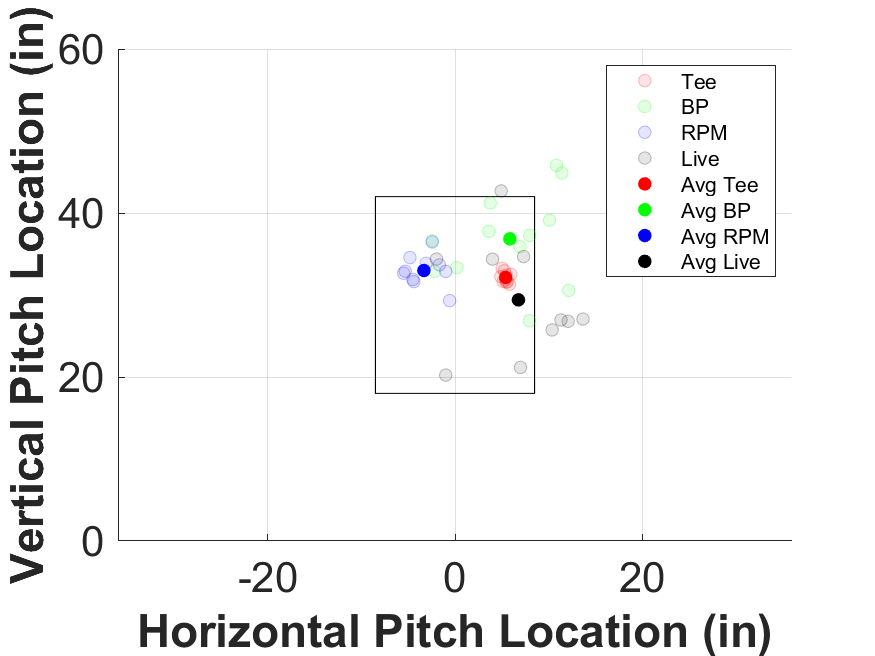 Vertical Pitch Location (in)
60
40
20
0
-20
0
20
Horizontal Pitch Location (in)
Tee
BP
RPM
Live
Avg Tee
Avg BP
Avg RPM
Avg Live